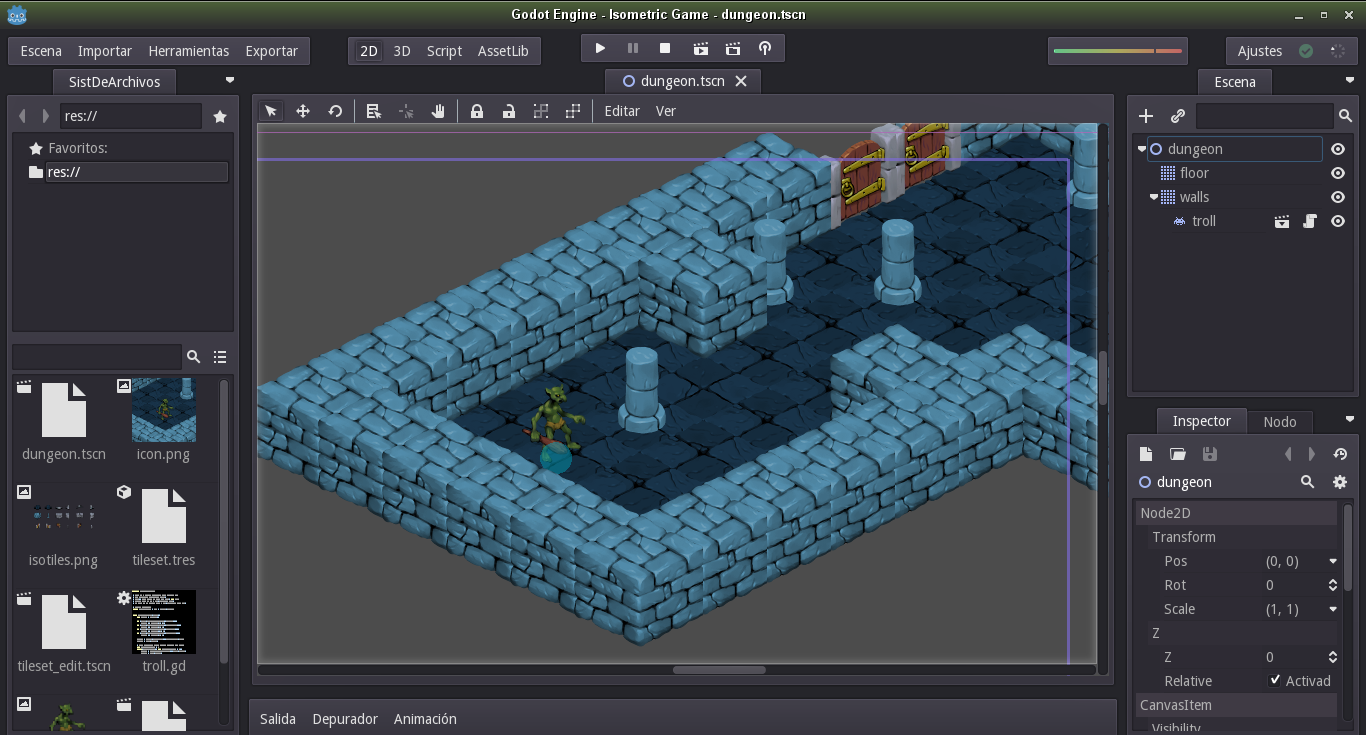 Godot Engine - Isometric Game - dungeon.tscn
Escena Importar Herramientas Exportar
2D 3D Script AssetLib
Ajustes
SistDeArchivos
dungeon.tscn
Escena
res://
Editar Ver
Favoritos:
res://
dungeon
floor
walls
troll
dungeon.tscn
icon.png
isotiles.png
tileset.tres
tileset_edit.tscn
troll.gd
Inspector Nodo
dungeon
Node2D
Transform
Pos (0, 0)
Rot 0
Scale (1, 1)
Z
Z 0
Relative Activad
CanvasItem
Visibility
Salida Depurador Animación